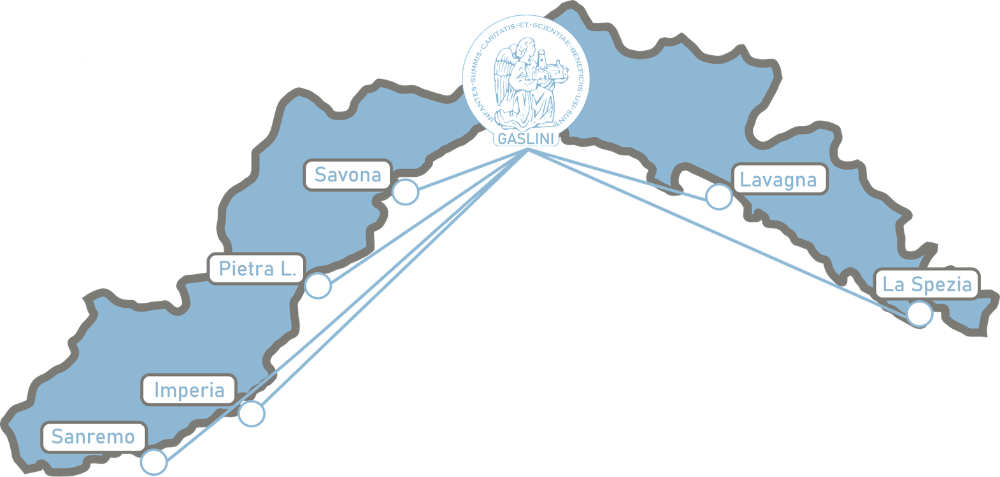 INFANTES·SUMMIS·CARITATIS·ET·SCIENTIAE·BENEFICIIS·USI·SUNT
GASLINI
Savona
Lavagna
Pietra L.
La Spezia
Imperia
Sanremo